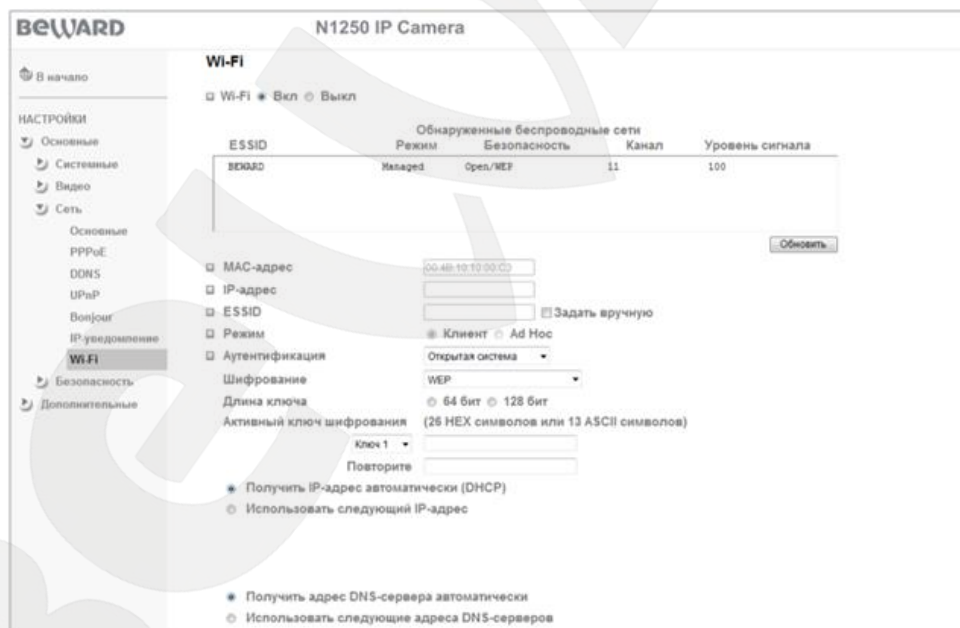 BEWARD
N1250 IP Camera
В начало
НАСТРОЙКИ
Основные
Системные
Видео
Сеть
Основные
PPPoE
DDNS
UPnP
Bonjour
IP-уведомление
Wi-Fi
Безопасность
Дополнительные
Wi-Fi
Wi-Fi Вкл Выкл
Обнаруженные беспроводные сети
ESSID Режим Безопасность Канал Уровень сигнала
BEWARD Managed Open/WEP 11 100
Обновить
MAC-адрес
IP-адрес
ESSID Задать вручную
Режим Клиент Ad Hoc
Аутентификация Открытая система
Шифрование WEP
Длина ключа 64 бит 128 бит
Активный ключ шифрования (26 HEX символов или 13 ASCII символов)
Ключ 1
Повторите
Получить IP-адрес автоматически (DHCP)
Использовать следующий IP-адрес
Получить адрес DNS-сервера автоматически
Использовать следующие адреса DNS-серверов